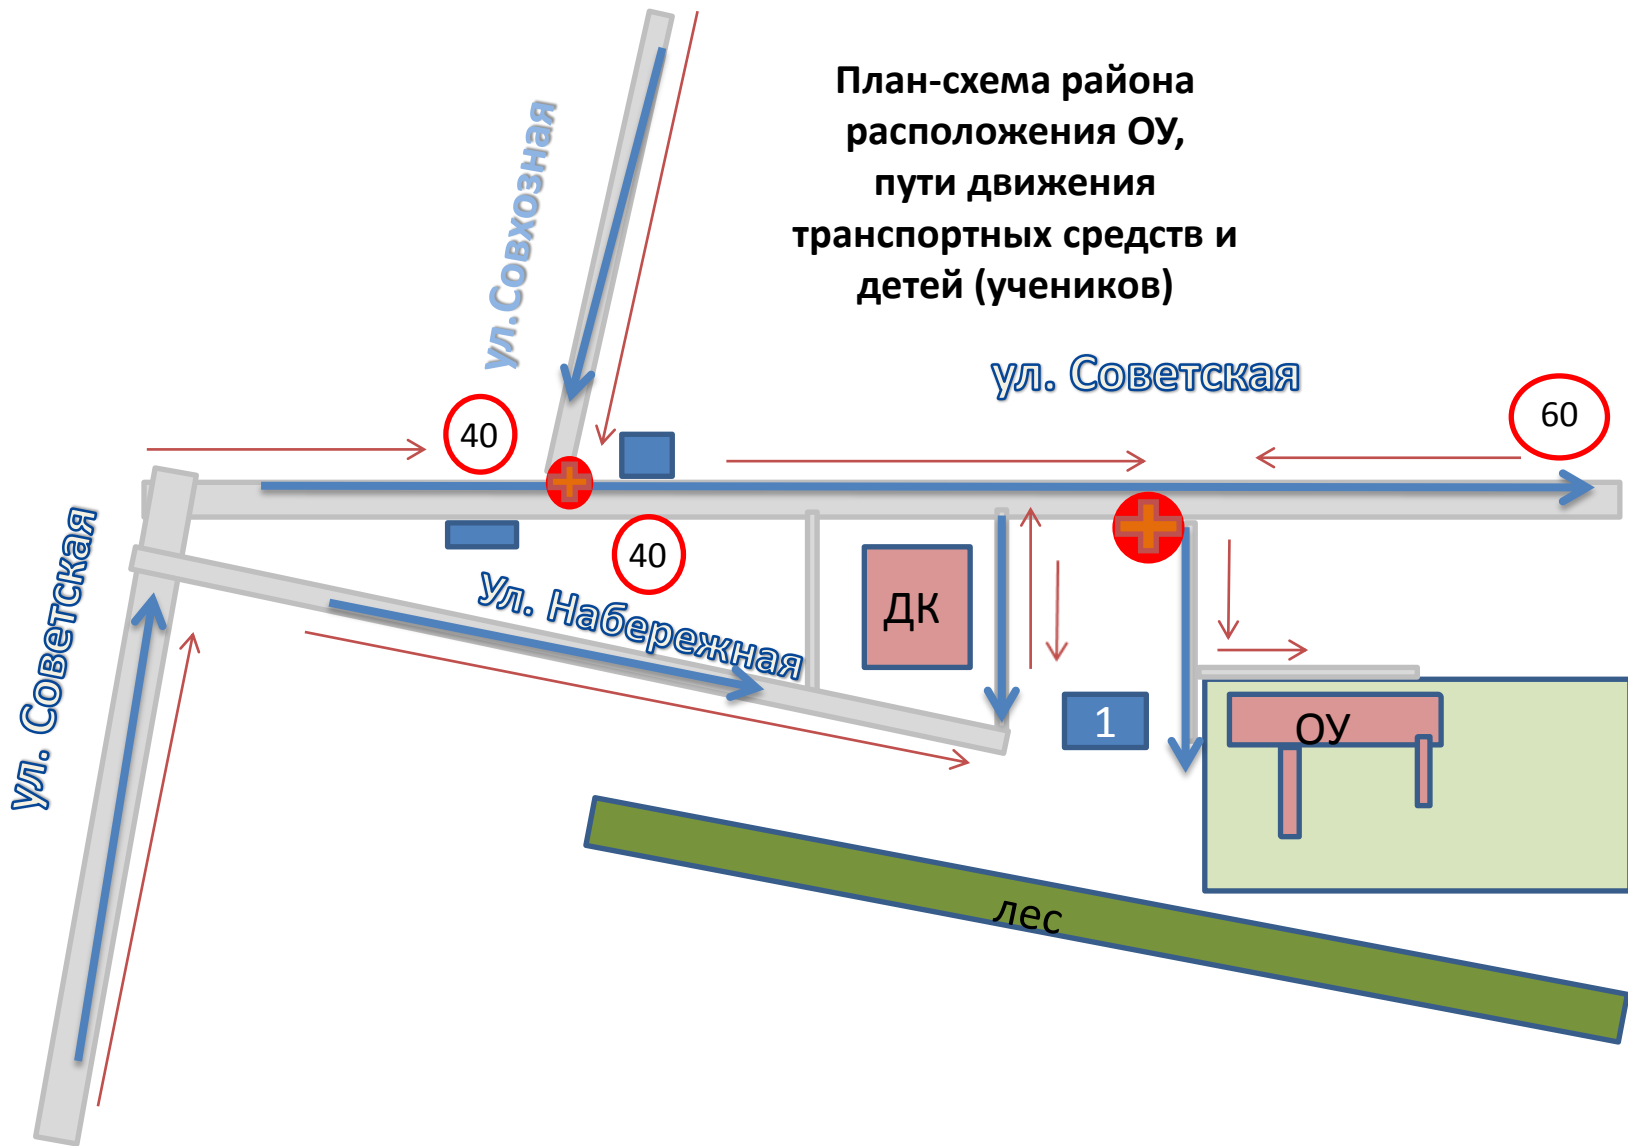 План-схема района
расположения ОУ,
пути движения
транспортных средств и
детей (учеников)
ул.Совхозная
ул. Советская
60
40
40
ул. Советская
Ул. Набережная
ДК
1
ОУ
лес